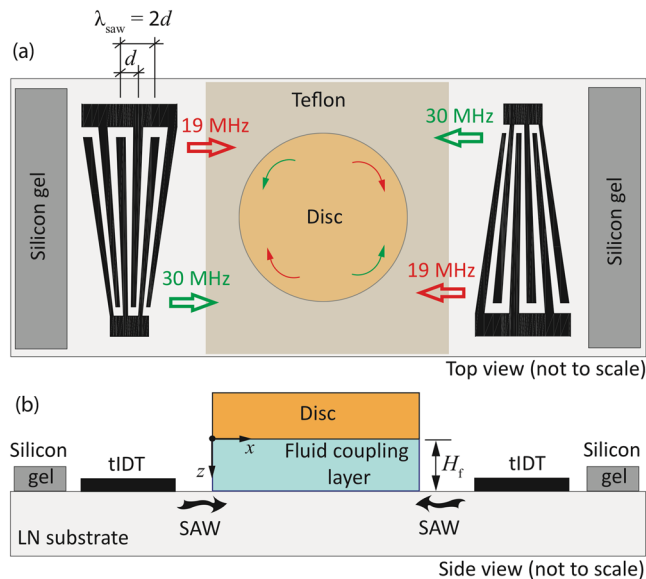 λsaw = 2d
d
(a)
Teflon
19 MHz
30 MHz
Silicon gel
Disc
Silicon gel
30 MHz
19 MHz
Top view (not to scale)
(b)
Disc
Silicon
gel
tIDT
x
z
Fluid coupling
layer
Hf
tIDT
Silicon
gel
SAW
SAW
LN substrate
Side view (not to scale)